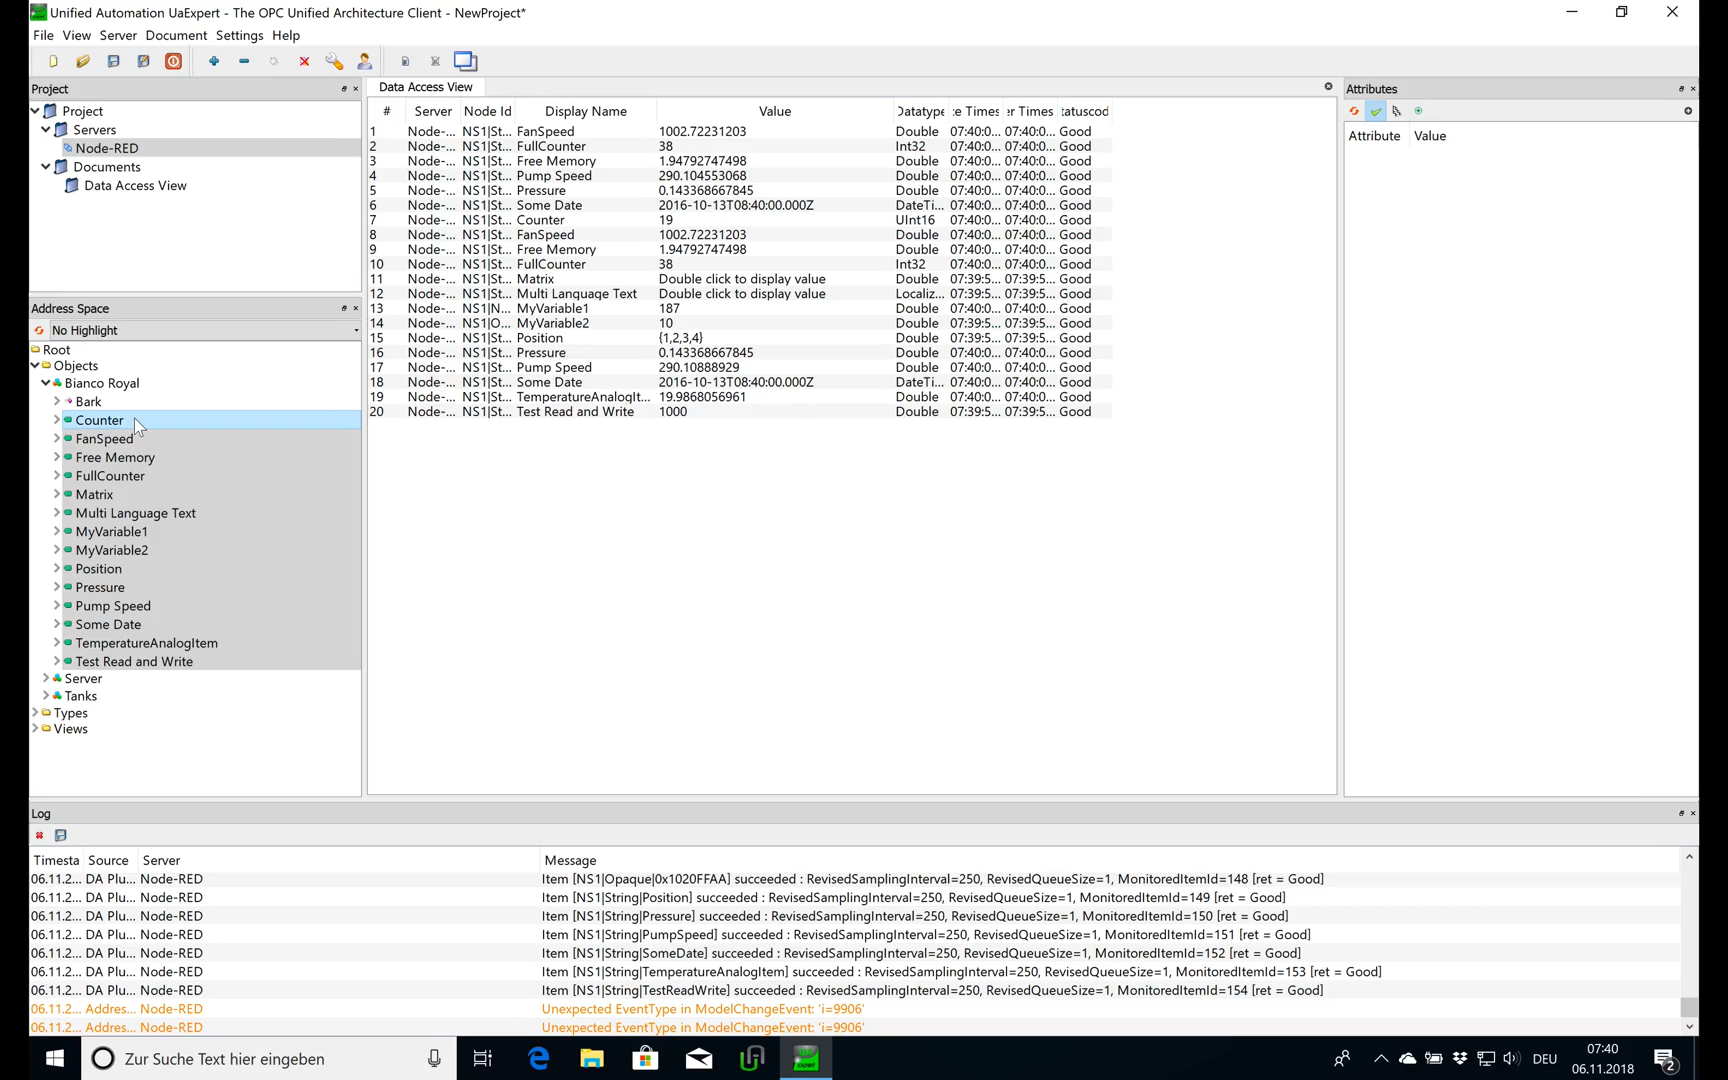 Unified Automation UaExpert - The OPC Unified Architecture Client - NewProject*
File View Server Document Settings Help
Project
Project
Servers
Node-RED
Documents
Data Access View
Address Space
No Highlight
Root
Objects
Bianco Royal
Bark
Counter
FanSpeed
Free Memory
FullCounter
Matrix
Multi Language Text
MyVariable1
MyVariable2
Position
Pressure
Pump Speed
Some Date
TemperatureAnalogItem
Test Read and Write
Server
Tanks
Types
Views
Data Access View
# Server Node Id Display Name Value Datatype :e Times er Times tatuscod
1 Node-... NS1|St... FanSpeed 1002.72231203 Double 07:40:0... 07:40:0... Good
2 Node-... NS1|St... FullCounter 38 Int32 07:40:0... 07:40:0... Good
3 Node-... NS1|St... Free Memory 1.94792747498 Double 07:40:0... 07:40:0... Good
4 Node-... NS1|St... Pump Speed 290.104553068 Double 07:40:0... 07:40:0... Good
5 Node-... NS1|St... Pressure 0.143368667845 Double 07:40:0... 07:40:0... Good
6 Node-... NS1|St... Some Date 2016-10-13T08:40:00.000Z DateTi... 07:40:0... 07:40:0... Good
7 Node-... NS1|St... Counter 19 UInt16 07:40:0... 07:40:0... Good
8 Node-... NS1|St... FanSpeed 1002.72231203 Double 07:40:0... 07:40:0... Good
9 Node-... NS1|St... Free Memory 1.94792747498 Double 07:40:0... 07:40:0... Good
10 Node-... NS1|St... FullCounter 38 Int32 07:40:0... 07:40:0... Good
11 Node-... NS1|St... Matrix Double click to display value Double 07:39:5... 07:39:5... Good
12 Node-... NS1|St... Multi Language Text Double click to display value Localiz... 07:39:5... 07:39:5... Good
13 Node-... NS1|N... MyVariable1 187 Double 07:40:0... 07:40:0... Good
14 Node-... NS1|O... MyVariable2 10 Double 07:39:5... 07:39:5... Good
15 Node-... NS1|St... Position {1,2,3,4} Double 07:39:5... 07:39:5... Good
16 Node-... NS1|St... Pressure 0.143368667845 Double 07:40:0... 07:40:0... Good
17 Node-... NS1|St... Pump Speed 290.10888929 Double 07:40:0... 07:40:0... Good
18 Node-... NS1|St... Some Date 2016-10-13T08:40:00.000Z DateTi... 07:40:0... 07:40:0... Good
19 Node-... NS1|St... TemperatureAnalogIt... 19.9868056961 Double 07:40:0... 07:40:0... Good
20 Node-... NS1|St... Test Read and Write 1000 Double 07:39:5... 07:39:5... Good
Attributes
Attribute Value
Log
Timesta Source Server Message
06.11.2... DA Plu... Node-RED Item [NS1|Opaque|0x1020FFAA] succeeded : RevisedSamplingInterval=250, RevisedQueueSize=1, MonitoredItemId=148 [ret = Good]
06.11.2... DA Plu... Node-RED Item [NS1|String|Position] succeeded : RevisedSamplingInterval=250, RevisedQueueSize=1, MonitoredItemId=149 [ret = Good]
06.11.2... DA Plu... Node-RED Item [NS1|String|Pressure] succeeded : RevisedSamplingInterval=250, RevisedQueueSize=1, MonitoredItemId=150 [ret = Good]
06.11.2... DA Plu... Node-RED Item [NS1|String|PumpSpeed] succeeded : RevisedSamplingInterval=250, RevisedQueueSize=1, MonitoredItemId=151 [ret = Good]
06.11.2... DA Plu... Node-RED Item [NS1|String|SomeDate] succeeded : RevisedSamplingInterval=250, RevisedQueueSize=1, MonitoredItemId=152 [ret = Good]
06.11.2... DA Plu... Node-RED Item [NS1|String|TemperatureAnalogItem] succeeded : RevisedSamplingInterval=250, RevisedQueueSize=1, MonitoredItemId=153 [ret = Good]
06.11.2... DA Plu... Node-RED Item [NS1|String|TestReadWrite] succeeded : RevisedSamplingInterval=250, RevisedQueueSize=1, MonitoredItemId=154 [ret = Good]
06.11.2... Addres... Node-RED Unexpected EventType in ModelChangeEvent: 'i=9906'
06.11.2... Addres... Node-RED Unexpected EventType in ModelChangeEvent: 'i=9906'
Zur Suche Text hier eingeben
DEU
07:40
06.11.2018
2